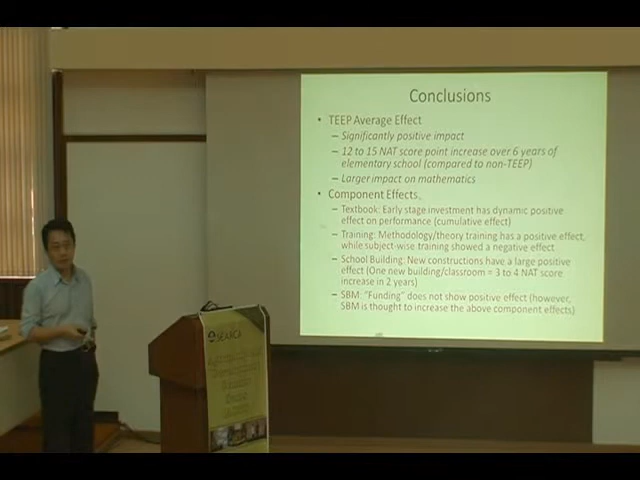 Conclusions
• TEEP Average Effect
– Significantly positive impact
– 12 to 15 NAT score point increase over 6 years of
elementary school (compared to non-TEEP)
– Larger impact on mathematics
• Component Effects
– Textbook: Early stage investment has dynamic positive
effect on performance (cumulative effect)
– Training: Methodology/theory training has a positive effect,
while subject-wise training showed a negative effect
– School Building: New constructions have a large positive
effect (One new building/classroom = 3 to 4 NAT score
increase in 2 years)
– SBM: "Funding" does not show positive effect (however,
SBM is thought to increase the above component effects)
SEARCA